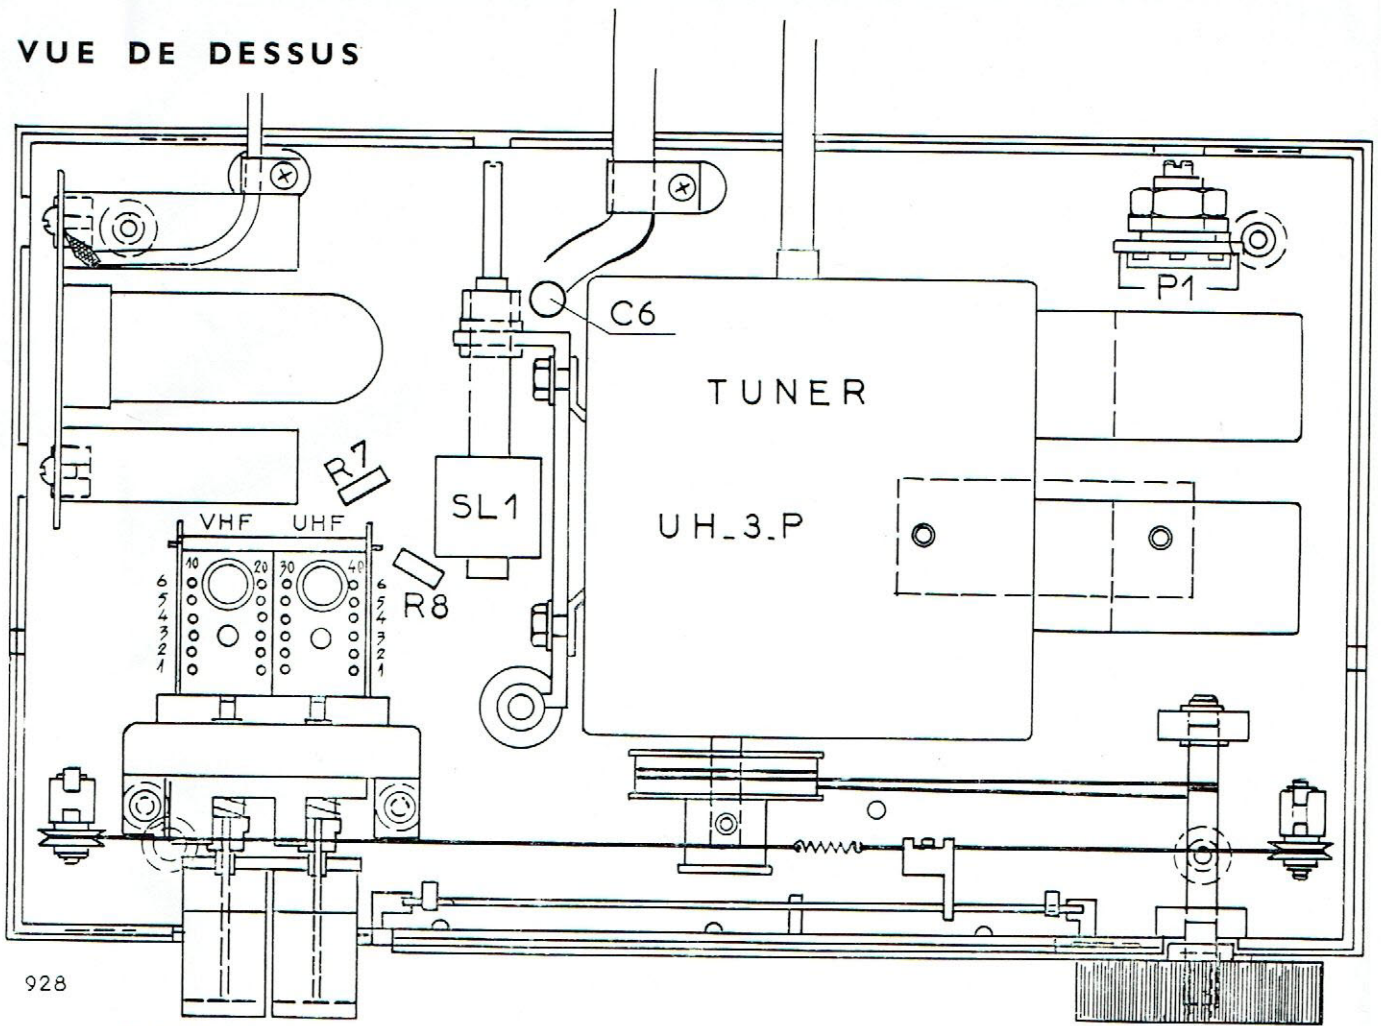 VUE DE DESSUS
P1
C6
TUNER
R7
SL1
UH_3_P
VHF UHF
10 20 30 40
R8
6 6
5 5
4 4
3 3
2 2
1 1
928